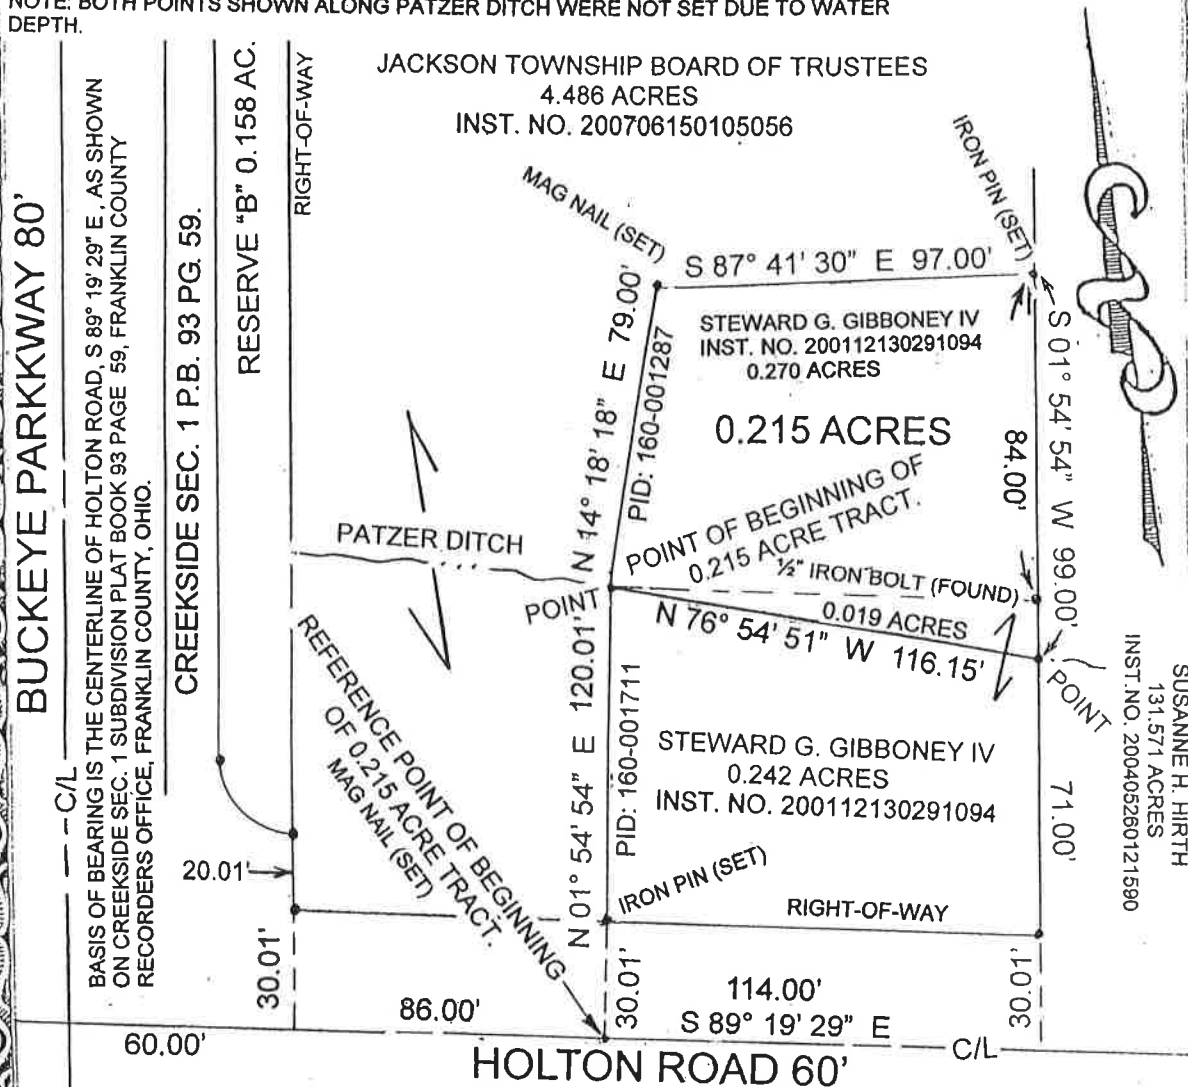 NOTE: BOTH POINTS SHOWN ALONG PATZER DITCH WERE NOT SET DUE TO WATER
DEPTH.
BUCKEYE PARKKWAY 80'
C/L
BASIS OF BEARING IS THE CENTERLINE OF HOLTON ROAD, S 89° 19' 29" E , AS SHOWN
ON CREEKSIDE SEC. 1 SUBDIVISION PLAT BOOK 93 PAGE 59, FRANKLIN COUNTY
RECORDERS OFFICE, FRANKLIN COUNTY, OHIO.
CREEKSIDE SEC. 1 P.B. 93 PG. 59.
RESERVE "B" 0.158 AC.
RIGHT-OF-WAY
JACKSON TOWNSHIP BOARD OF TRUSTEES
4.486 ACRES
INST. NO. 200706150105056
MAG NAIL (SET)
IRON PIN (SET)
S 87° 41' 30" E 97.00'
N 14° 18' 18" E 79.00'
PID: 160-001287
STEWARD G. GIBBONEY IV
INST. NO. 200112130291094
0.270 ACRES
0.215 ACRES
84.00'
S 01° 54' 54" W 99.00'
POINT OF BEGINNING OF
0.215 ACRE TRACT.
PATZER DITCH
½" IRON BOLT (FOUND)
POINT
0.019 ACRES
N 76° 54' 51" W 116.15'
POINT
SUSANNE H. HIRTH
131.571 ACRES
INST.NO. 200405260121590
REFERENCE POINT OF BEGINNING
OF 0.215 ACRE TRACT.
MAG NAIL (SET)
N 01° 54' 54" E 120.01'
PID: 160-001711
STEWARD G. GIBBONEY IV
0.242 ACRES
INST. NO. 200112130291094
71.00'
20.01'
IRON PIN (SET)
RIGHT-OF-WAY
30.01'
30.01'
30.01'
86.00'
114.00'
S 89° 19' 29" E
60.00'
C/L
HOLTON ROAD 60'